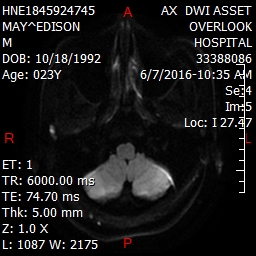 HNE1845924745
MAY^EDISON
M
DOB: 10/18/1992
Age: 023Y
AX DWI ASSET
OVERLOOK
HOSPITAL
33388086
6/7/2016-10:35 AM
Se:4
Im:5
Loc: I 27.47
A
R
L
ET: 1
TR: 6000.00 ms
TE: 74.70 ms
Thk: 5.00 mm
Z: 1.0 X
L: 1087 W: 2175
P